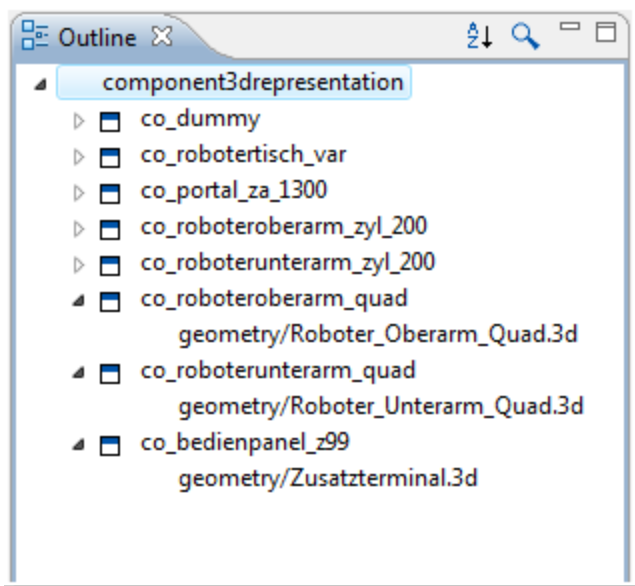 Outline
component3drepresentation
co_dummy
co_robotertisch_var
co_portal_za_1300
co_roboteroberarm_zyl_200
co_roboterunterarm_zyl_200
co_roboteroberarm_quad
geometry/Roboter_Oberarm_Quad.3d
co_roboterunterarm_quad
geometry/Roboter_Unterarm_Quad.3d
co_bedienpanel_z99
geometry/Zusatzterminal.3d